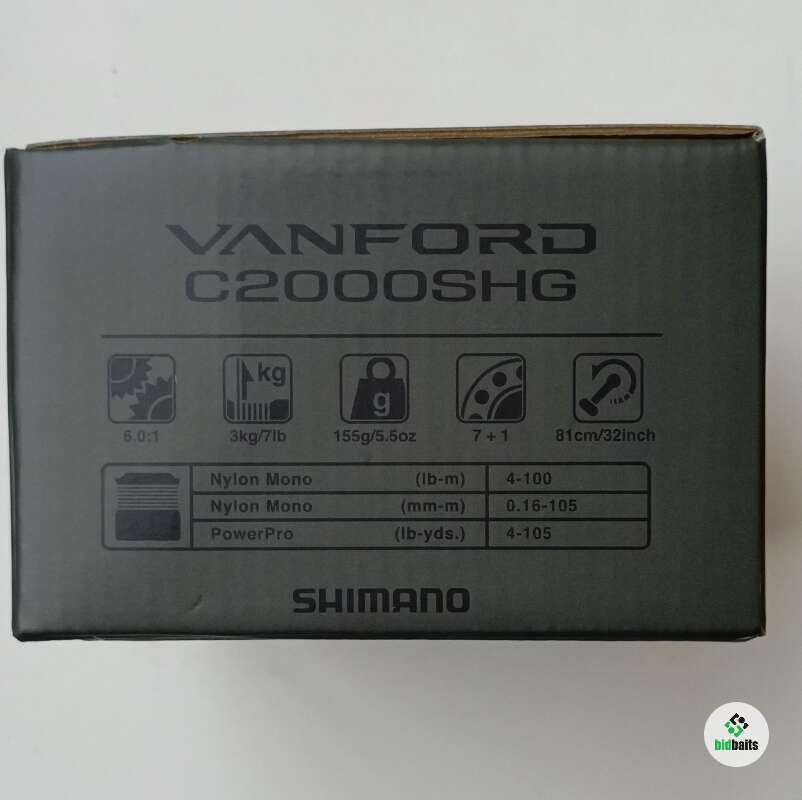 VANFORD
C2000SHG
kg
g
6.0:1 3kg/7lb 155g/5.5oz 7 + 1 81cm/32inch
Nylon Mono (lb-m) 4-100
Nylon Mono (mm-m) 0.16-105
PowerPro (lb-yds.) 4-105
SHIMANO
bidbaits